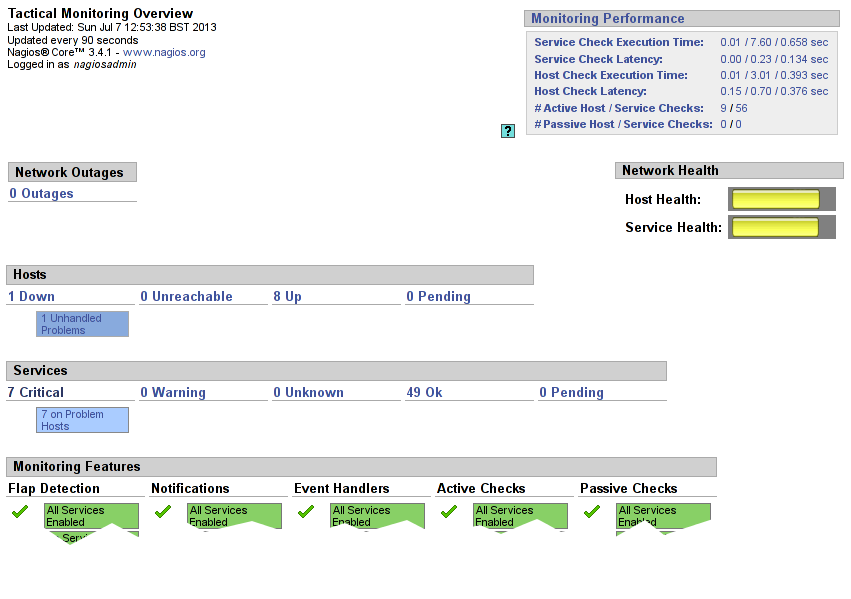 Tactical Monitoring Overview
Last Updated: Sun Jul 7 12:53:38 BST 2013
Updated every 90 seconds
Nagios® Core™ 3.4.1 - www.nagios.org
Logged in as nagiosadmin
Monitoring Performance
Service Check Execution Time: 0.01 / 7.60 / 0.658 sec
Service Check Latency: 0.00 / 0.23 / 0.134 sec
Host Check Execution Time: 0.01 / 3.01 / 0.393 sec
Host Check Latency: 0.15 / 0.70 / 0.376 sec
# Active Host / Service Checks: 9 / 56
# Passive Host / Service Checks: 0 / 0
?
Network Outages
0 Outages
Network Health
Host Health:
Service Health:
Hosts
1 Down 0 Unreachable 8 Up 0 Pending
1 Unhandled
Problems
Services
7 Critical 0 Warning 0 Unknown 49 Ok 0 Pending
7 on Problem
Hosts
Monitoring Features
Flap Detection Notifications Event Handlers Active Checks Passive Checks
All Services All Services All Services All Services All Services
Enabled Enabled Enabled Enabled Enabled